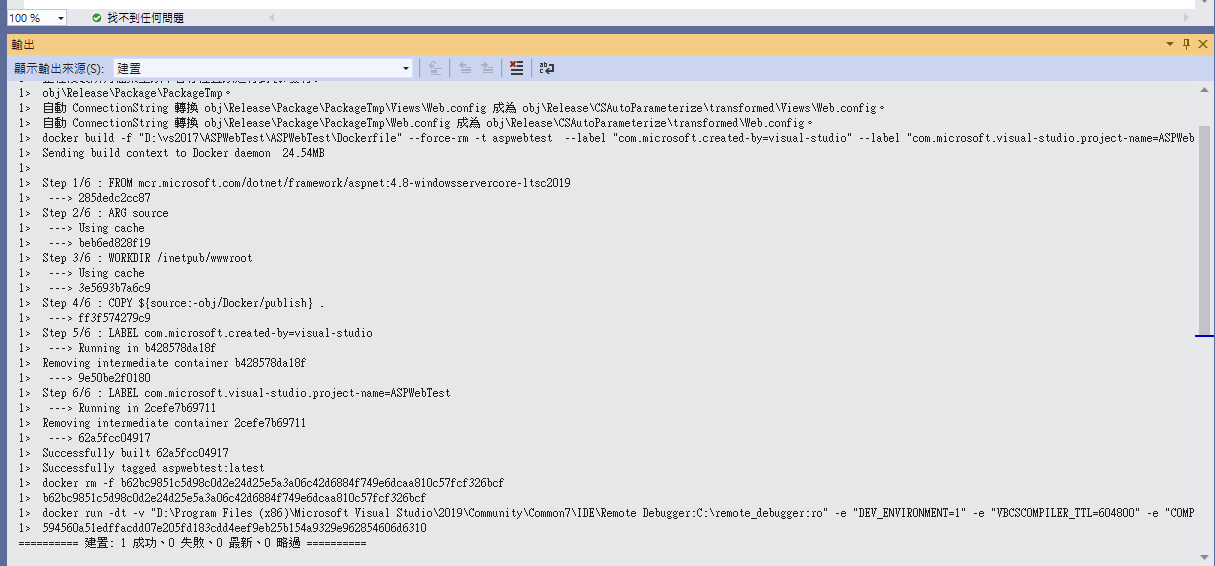 100 %
找不到任何問題
輸出
顯示輸出來源(S): 建置
1> obj\Release\Package\PackageTmp。
1> 自動 ConnectionString 轉換 obj\Release\Package\PackageTmp\Views\Web.config 成為 obj\Release\CSAutoParameterize\transformed\Views\Web.config。
1> 自動 ConnectionString 轉換 obj\Release\Package\PackageTmp\Web.config 成為 obj\Release\CSAutoParameterize\transformed\Web.config。
1> docker build -f "D:\vs2017\ASPWebTest\ASPWebTest\Dockerfile" --force-rm -t aspwebtest --label "com.microsoft.created-by=visual-studio" --label "com.microsoft.visual-studio.project-name=ASPWeb
1> Sending build context to Docker daemon 24.54MB
1>
1> Step 1/6 : FROM mcr.microsoft.com/dotnet/framework/aspnet:4.8-windowsservercore-ltsc2019
1> ---> 285dedc2cc87
1> Step 2/6 : ARG source
1> ---> Using cache
1> ---> beb6ed828f19
1> Step 3/6 : WORKDIR /inetpub/wwwroot
1> ---> Using cache
1> ---> 3e5693b7a6c9
1> Step 4/6 : COPY ${source:-obj/Docker/publish} .
1> ---> ff3f574279c9
1> Step 5/6 : LABEL com.microsoft.created-by=visual-studio
1> ---> Running in b428578da18f
1> Removing intermediate container b428578da18f
1> ---> 9e50be2f0180
1> Step 6/6 : LABEL com.microsoft.visual-studio.project-name=ASPWebTest
1> ---> Running in 2cefe7b69711
1> Removing intermediate container 2cefe7b69711
1> ---> 62a5fcc04917
1> Successfully built 62a5fcc04917
1> Successfully tagged aspwebtest:latest
1> docker rm -f b62bc9851c5d98c0d2e24d25e5a3a06c42d6884f749e6dcaa810c57fcf326bcf
1> b62bc9851c5d98c0d2e24d25e5a3a06c42d6884f749e6dcaa810c57fcf326bcf
1> docker run -dt -v "D:\Program Files (x86)\Microsoft Visual Studio\2019\Community\Common7\IDE\Remote Debugger:C:\remote_debugger:ro" -e "DEV_ENVIRONMENT=1" -e "VBCSCOMPILER_TTL=604800" -e "COMP
1> 594560a51edffacdd07e205fd183cdd4eef9eb25b154a9329e962854606d6310
========== 建置: 1 成功、0 失敗、0 最新、0 略過 ==========